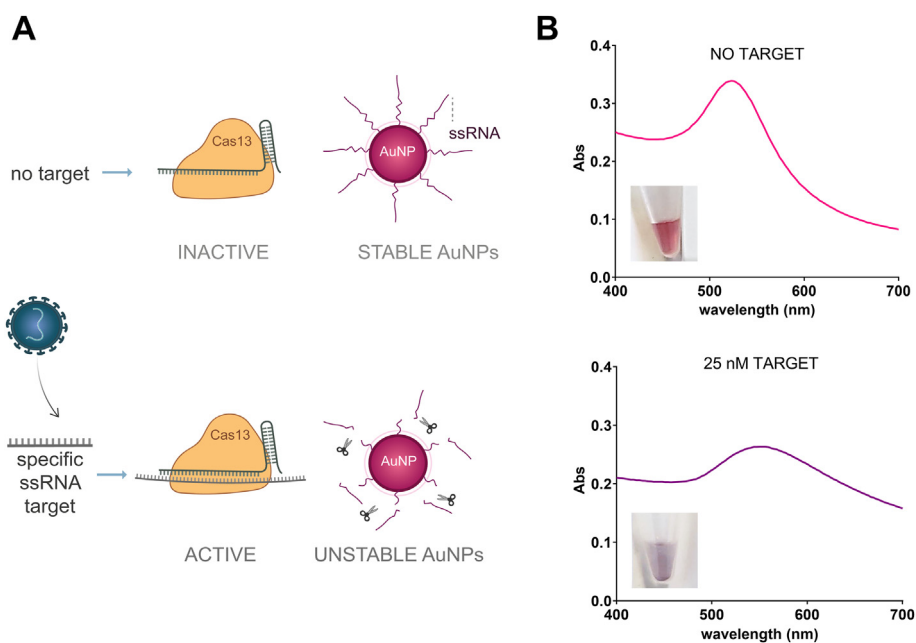 A
no target
Cas13
INACTIVE
AuNP
ssRNA
STABLE AuNPs
specific
ssRNA
target
Cas13
ACTIVE
AuNP
UNSTABLE AuNPs
B
NO TARGET
Abs
0.4
0.3
0.2
0.1
0.0
400
500
600
700
wavelength (nm)
25 nM TARGET
Abs
0.4
0.3
0.2
0.1
0.0
400
500
600
700
wavelength (nm)